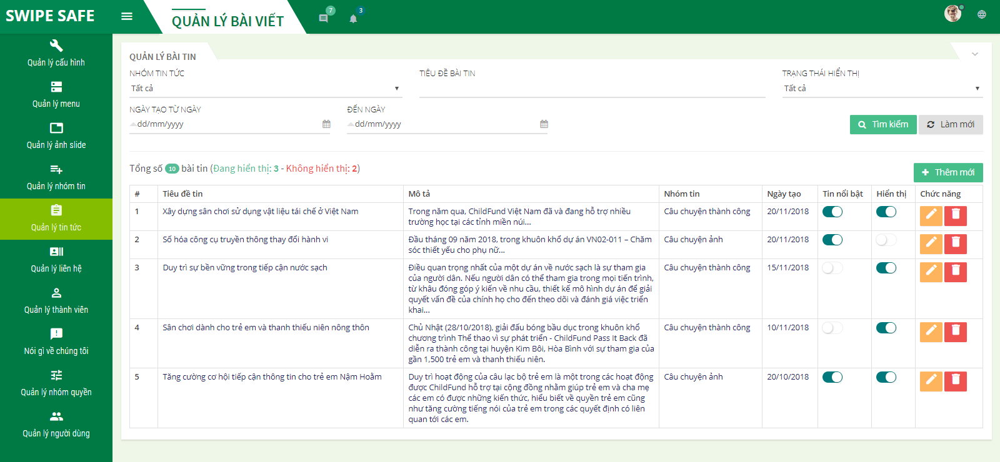 SWIPE SAFE
QUẢN LÝ BÀI VIẾT
7
3
Quản lý cấu hình
Quản lý menu
Quản lý ảnh slide
Quản lý nhóm tin
Quản lý tin tức
Quản lý liên hệ
Quản lý thành viên
Nói gì về chúng tôi
Quản lý nhóm quyền
Quản lý người dùng
QUẢN LÝ BÀI TIN
NHÓM TIN TỨC
TIÊU ĐỀ BÀI TIN
TRẠNG THÁI HIỂN THỊ
Tất cả
Tất cả
NGÀY TẠO TỪ NGÀY
ĐẾN NGÀY
dd/mm/yyyy
dd/mm/yyyy
Tìm kiếm
Làm mới
Tổng số 10 bài tin (Đang hiển thị: 3 - Không hiển thị: 2)
Thêm mới
# Tiêu đề tin Mô tả Nhóm tin Ngày tạo Tin nổi bật Hiển thị Chức năng
1 Xây dựng sân chơi sử dụng vật liệu tái chế ở Việt Nam Trong năm qua, ChildFund Việt Nam đã và đang hỗ trợ nhiều Câu chuyện thành công 20/11/2018
trường học tại các tỉnh miền núi...
2 Số hóa công cụ truyền thông thay đổi hành vi Đầu tháng 09 năm 2018, trong khuôn khổ dự án VN02-011 – Chăm Câu chuyện ảnh 20/11/2018
sóc thiết yếu cho phụ nữ...
3 Duy trì sự bền vững trong tiếp cận nước sạch Điều quan trọng nhất của một dự án về nước sạch là sự tham gia Câu chuyện thành công 15/11/2018
của người dân. Nếu người dân có thể tham gia trong mọi tiến trình,
từ khâu đóng góp ý kiến về nhu cầu, thiết kế mô hình dự án để giải
quyết vấn đề của chính họ cho đến theo dõi và đánh giá việc triển
khai...
4 Sân chơi dành cho trẻ em và thanh thiếu niên nông thôn Chủ Nhật (28/10/2018), giải đấu bóng bầu dục trong khuôn khổ Câu chuyện thành công 10/11/2018
chương trình Thể thao vì sự phát triển - ChildFund Pass It Back đã
diễn ra thành công tại huyện Kim Bôi, Hòa Bình với sự tham gia của
gần 1,500 trẻ em và thanh thiếu niên.
5 Tăng cường cơ hội tiếp cận thông tin cho trẻ em Nậm Hoằm Duy trì hoạt động của câu lạc bộ trẻ em là một trong các hoạt động Câu chuyện ảnh 20/10/2018
được ChildFund hỗ trợ tại cộng đồng nhằm giúp trẻ em và cha mẹ
các em có được những kiến thức, hiểu biết về quyền trẻ em cũng
như tăng cường tiếng nói của trẻ em trong các quyết định có liên
quan tới các em.